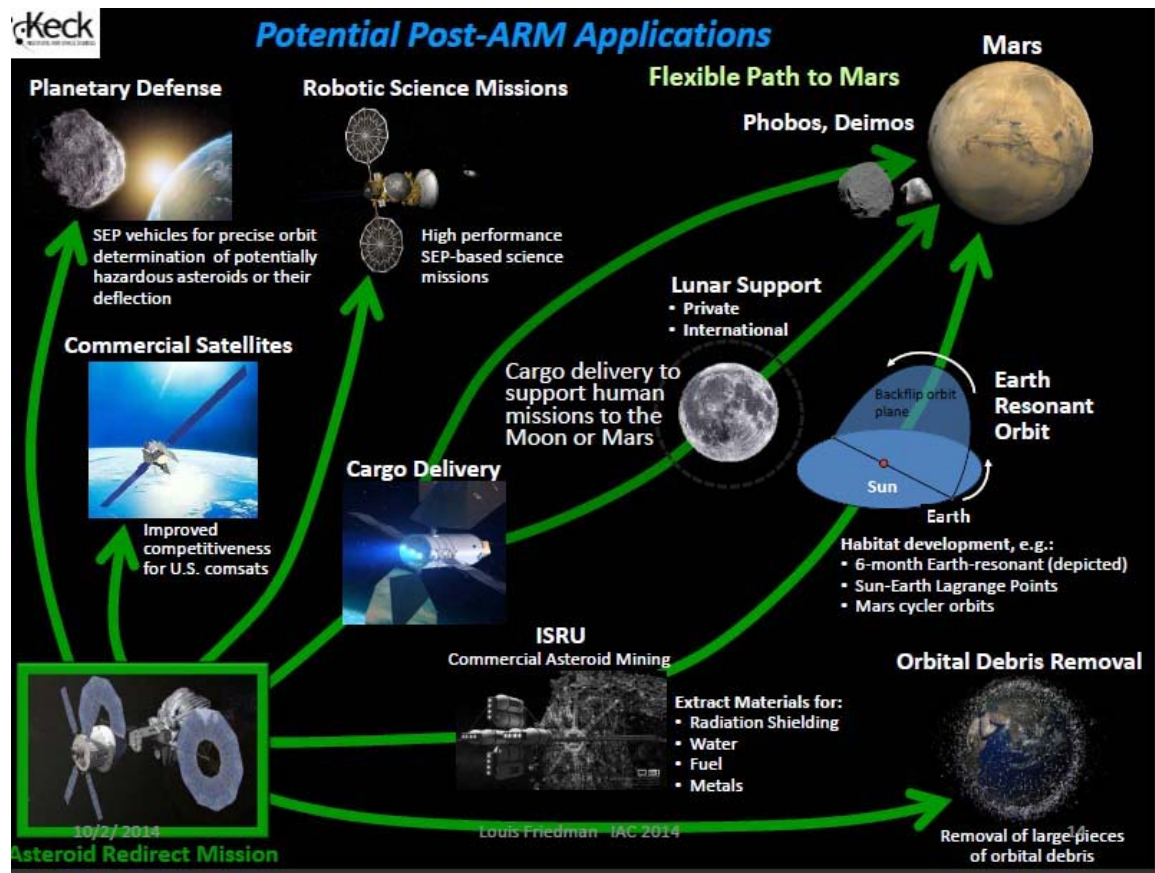 Keck
Potential Post-ARM Applications
Mars
Flexible Path to Mars
Phobos, Deimos
Planetary Defense
SEP vehicles for precise orbit
determination of potentially
hazardous asteroids or their
deflection
Robotic Science Missions
High performance
SEP-based science
missions
Lunar Support
• Private
• International
Commercial Satellites
Improved
competitiveness
for U.S. comsats
Cargo delivery to
support human
missions to the
Moon or Mars
Cargo Delivery
Backflip orbit
plane
Sun
Earth
Earth
Resonant
Orbit
Habitat development, e.g.:
• 6-month Earth-resonant (depicted)
• Sun-Earth Lagrange Points
• Mars cycler orbits
ISRU
Commercial Asteroid Mining
Extract Materials for:
• Radiation Shielding
• Water
• Fuel
• Metals
DSI
Orbital Debris Removal
Removal of large pieces
of orbital debris
10/2/ 2014
Louis Friedman IAC 2014
14
Asteroid Redirect Mission